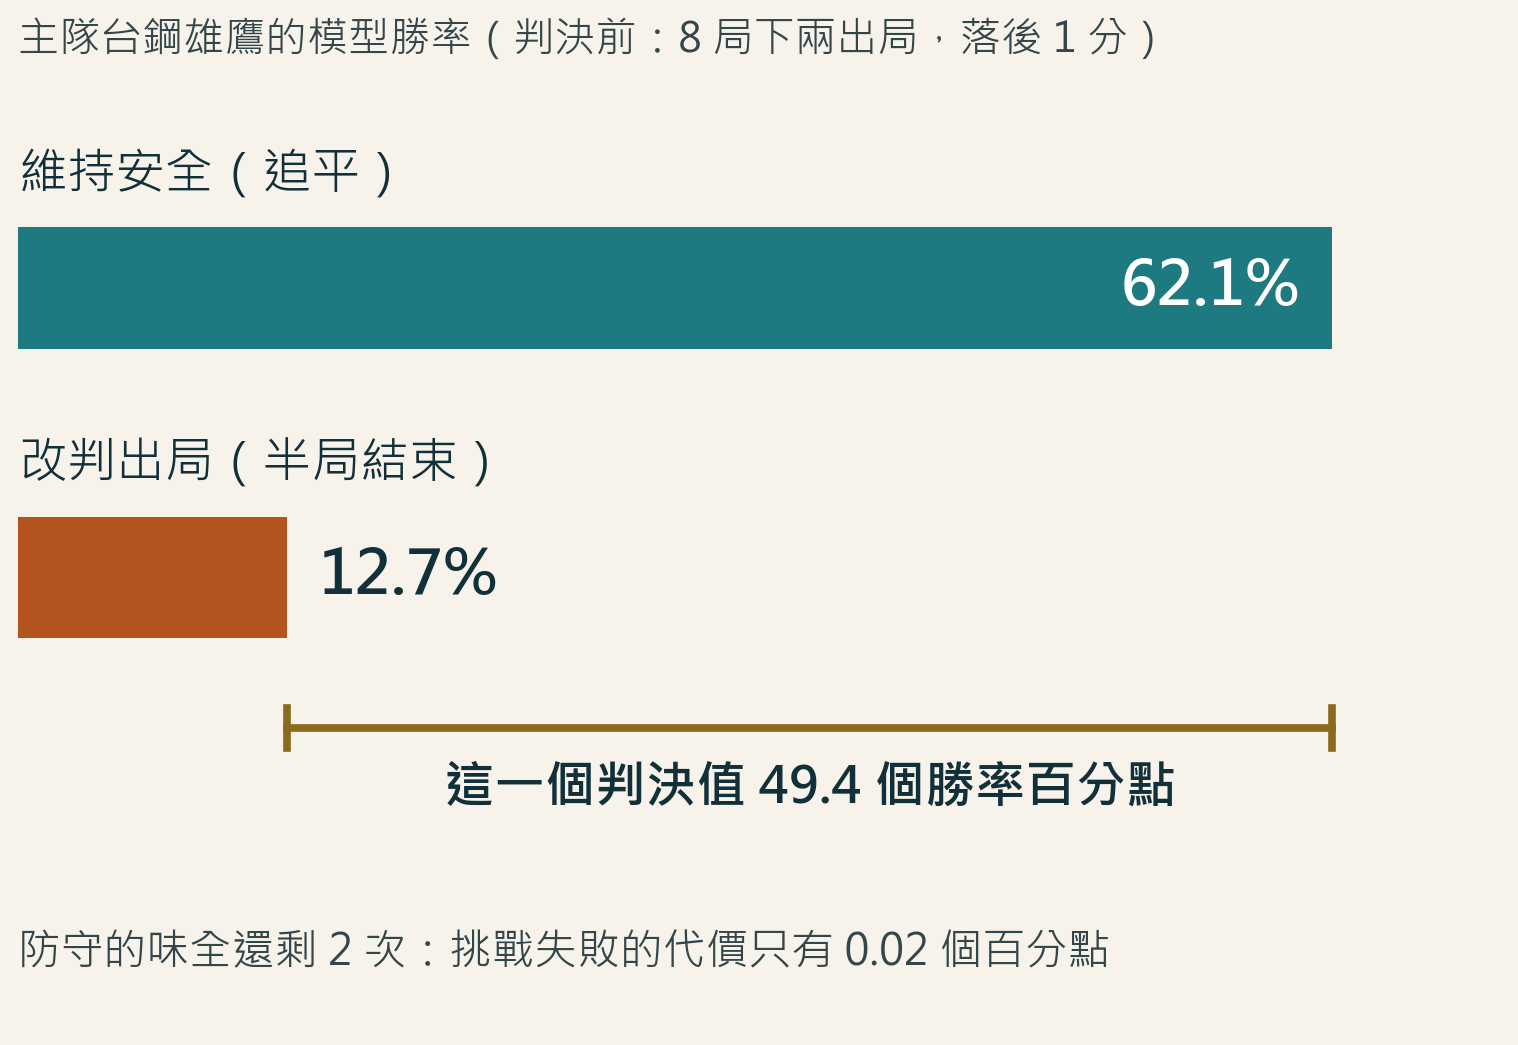 主隊台鋼雄鷹的模型勝率（判決前：8 局下兩出局，落後 1 分）
維持安全（追平）
62.1%
改判出局（半局結束）
12.7%
這一個判決值 49.4 個勝率百分點
防守的味全還剩 2 次：挑戰失敗的代價只有 0.02 個百分點